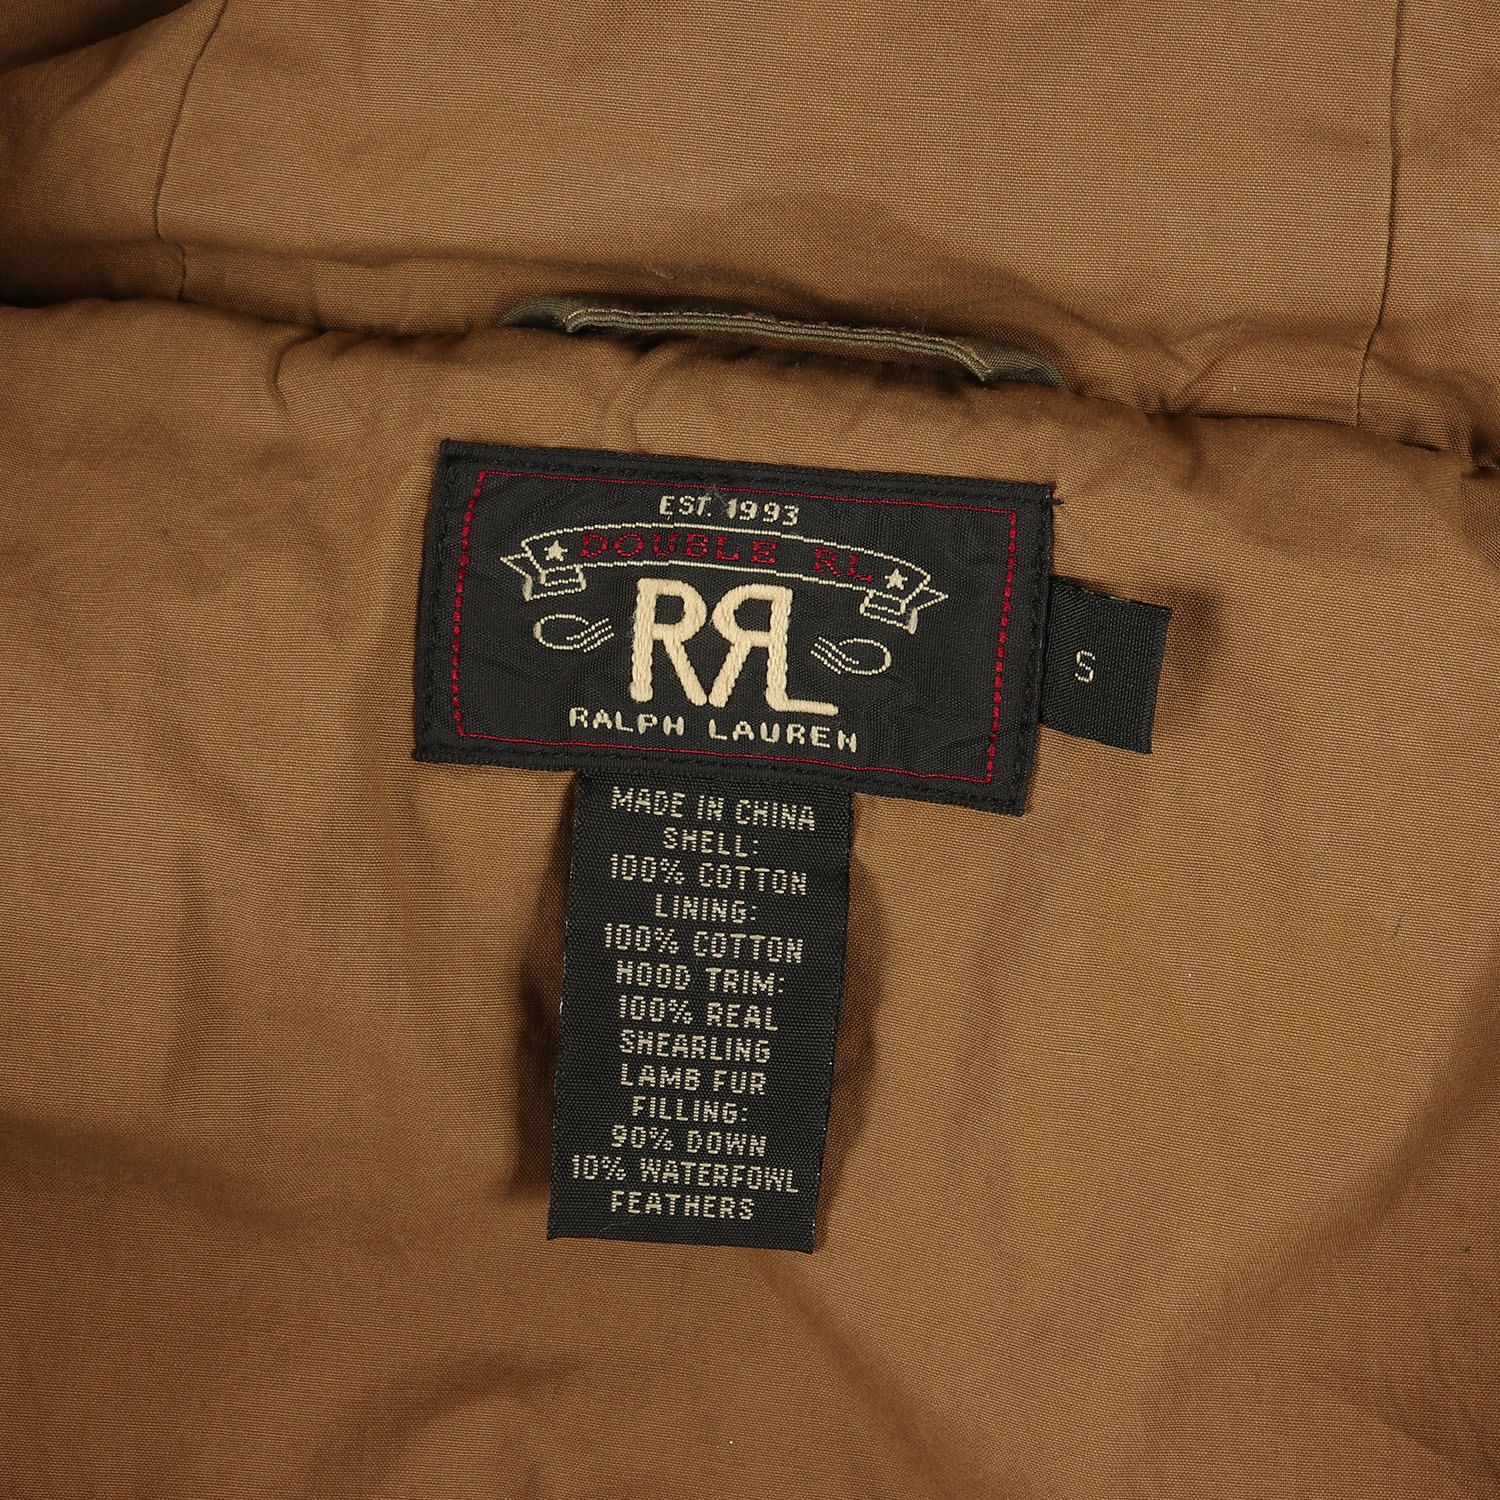 EST. 1993
DOUBLE RL
RRL
RALPH LAUREN
S
MADE IN CHINA
SHELL:
100% COTTON
LINING:
100% COTTON
HOOD TRIM:
100% REAL
SHEARLING
LAMB FUR
FILLING:
90% DOWN
10% WATERFOWL
FEATHERS